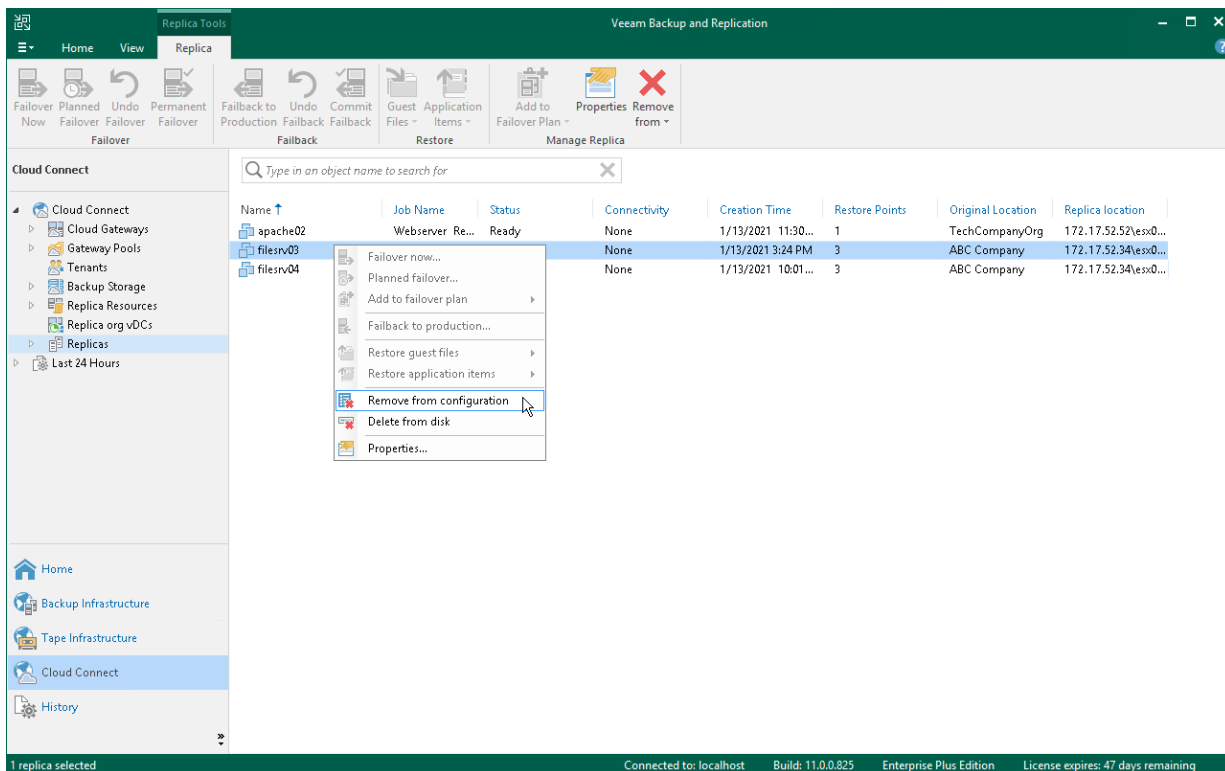 Replica Tools
Veeam Backup and Replication
Home View Replica
Failover Now
Planned Failover
Undo Failover
Permanent Failover
Failback to Production
Undo Failback
Commit Failback
Guest Files
Application Items
Add to Failover Plan
Properties
Remove from
Failover
Failback
Restore
Manage Replica
Cloud Connect
Type in an object name to search for
Cloud Connect
Cloud Gateways
Gateway Pools
Tenants
Backup Storage
Replica Resources
Replica org vDCs
Replicas
Last 24 Hours
Name Job Name Status Connectivity Creation Time Restore Points Original Location Replica location
apache02 Webserver Re... Ready None 1/13/2021 11:30... 1 TechCompanyOrg 172.17.52.52\esx0...
filesrv03 None 1/13/2021 3:24 PM 3 ABC Company 172.17.52.34\esx0...
filesrv04 None 1/13/2021 10:01... 3 ABC Company 172.17.52.34\esx0...
Failover now...
Planned failover...
Add to failover plan
Failback to production...
Restore guest files
Restore application items
Remove from configuration
Delete from disk
Properties...
Home
Backup Infrastructure
Tape Infrastructure
Cloud Connect
History
1 replica selected
Connected to: localhost Build: 11.0.0.825 Enterprise Plus Edition License expires: 47 days remaining